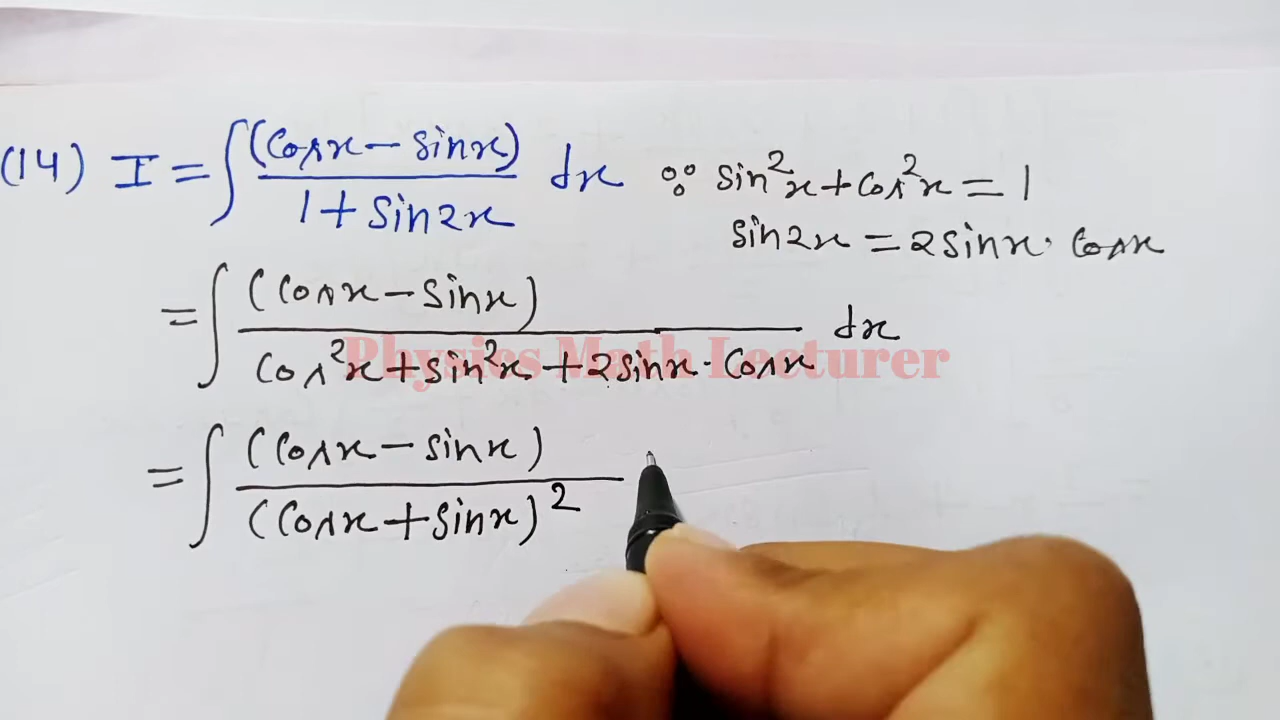 (14) I = ∫ (cosx − sinx) / 1 + sin2x dx ∵ sin²x + cos²x = 1
sin2x = 2sinx · cosx
= ∫ (cosx − sinx) / cos²x + sin²x + 2sinx · cosx dx
Physics Math Lecturer
= ∫ (cosx − sinx) / (cosx + sinx)²